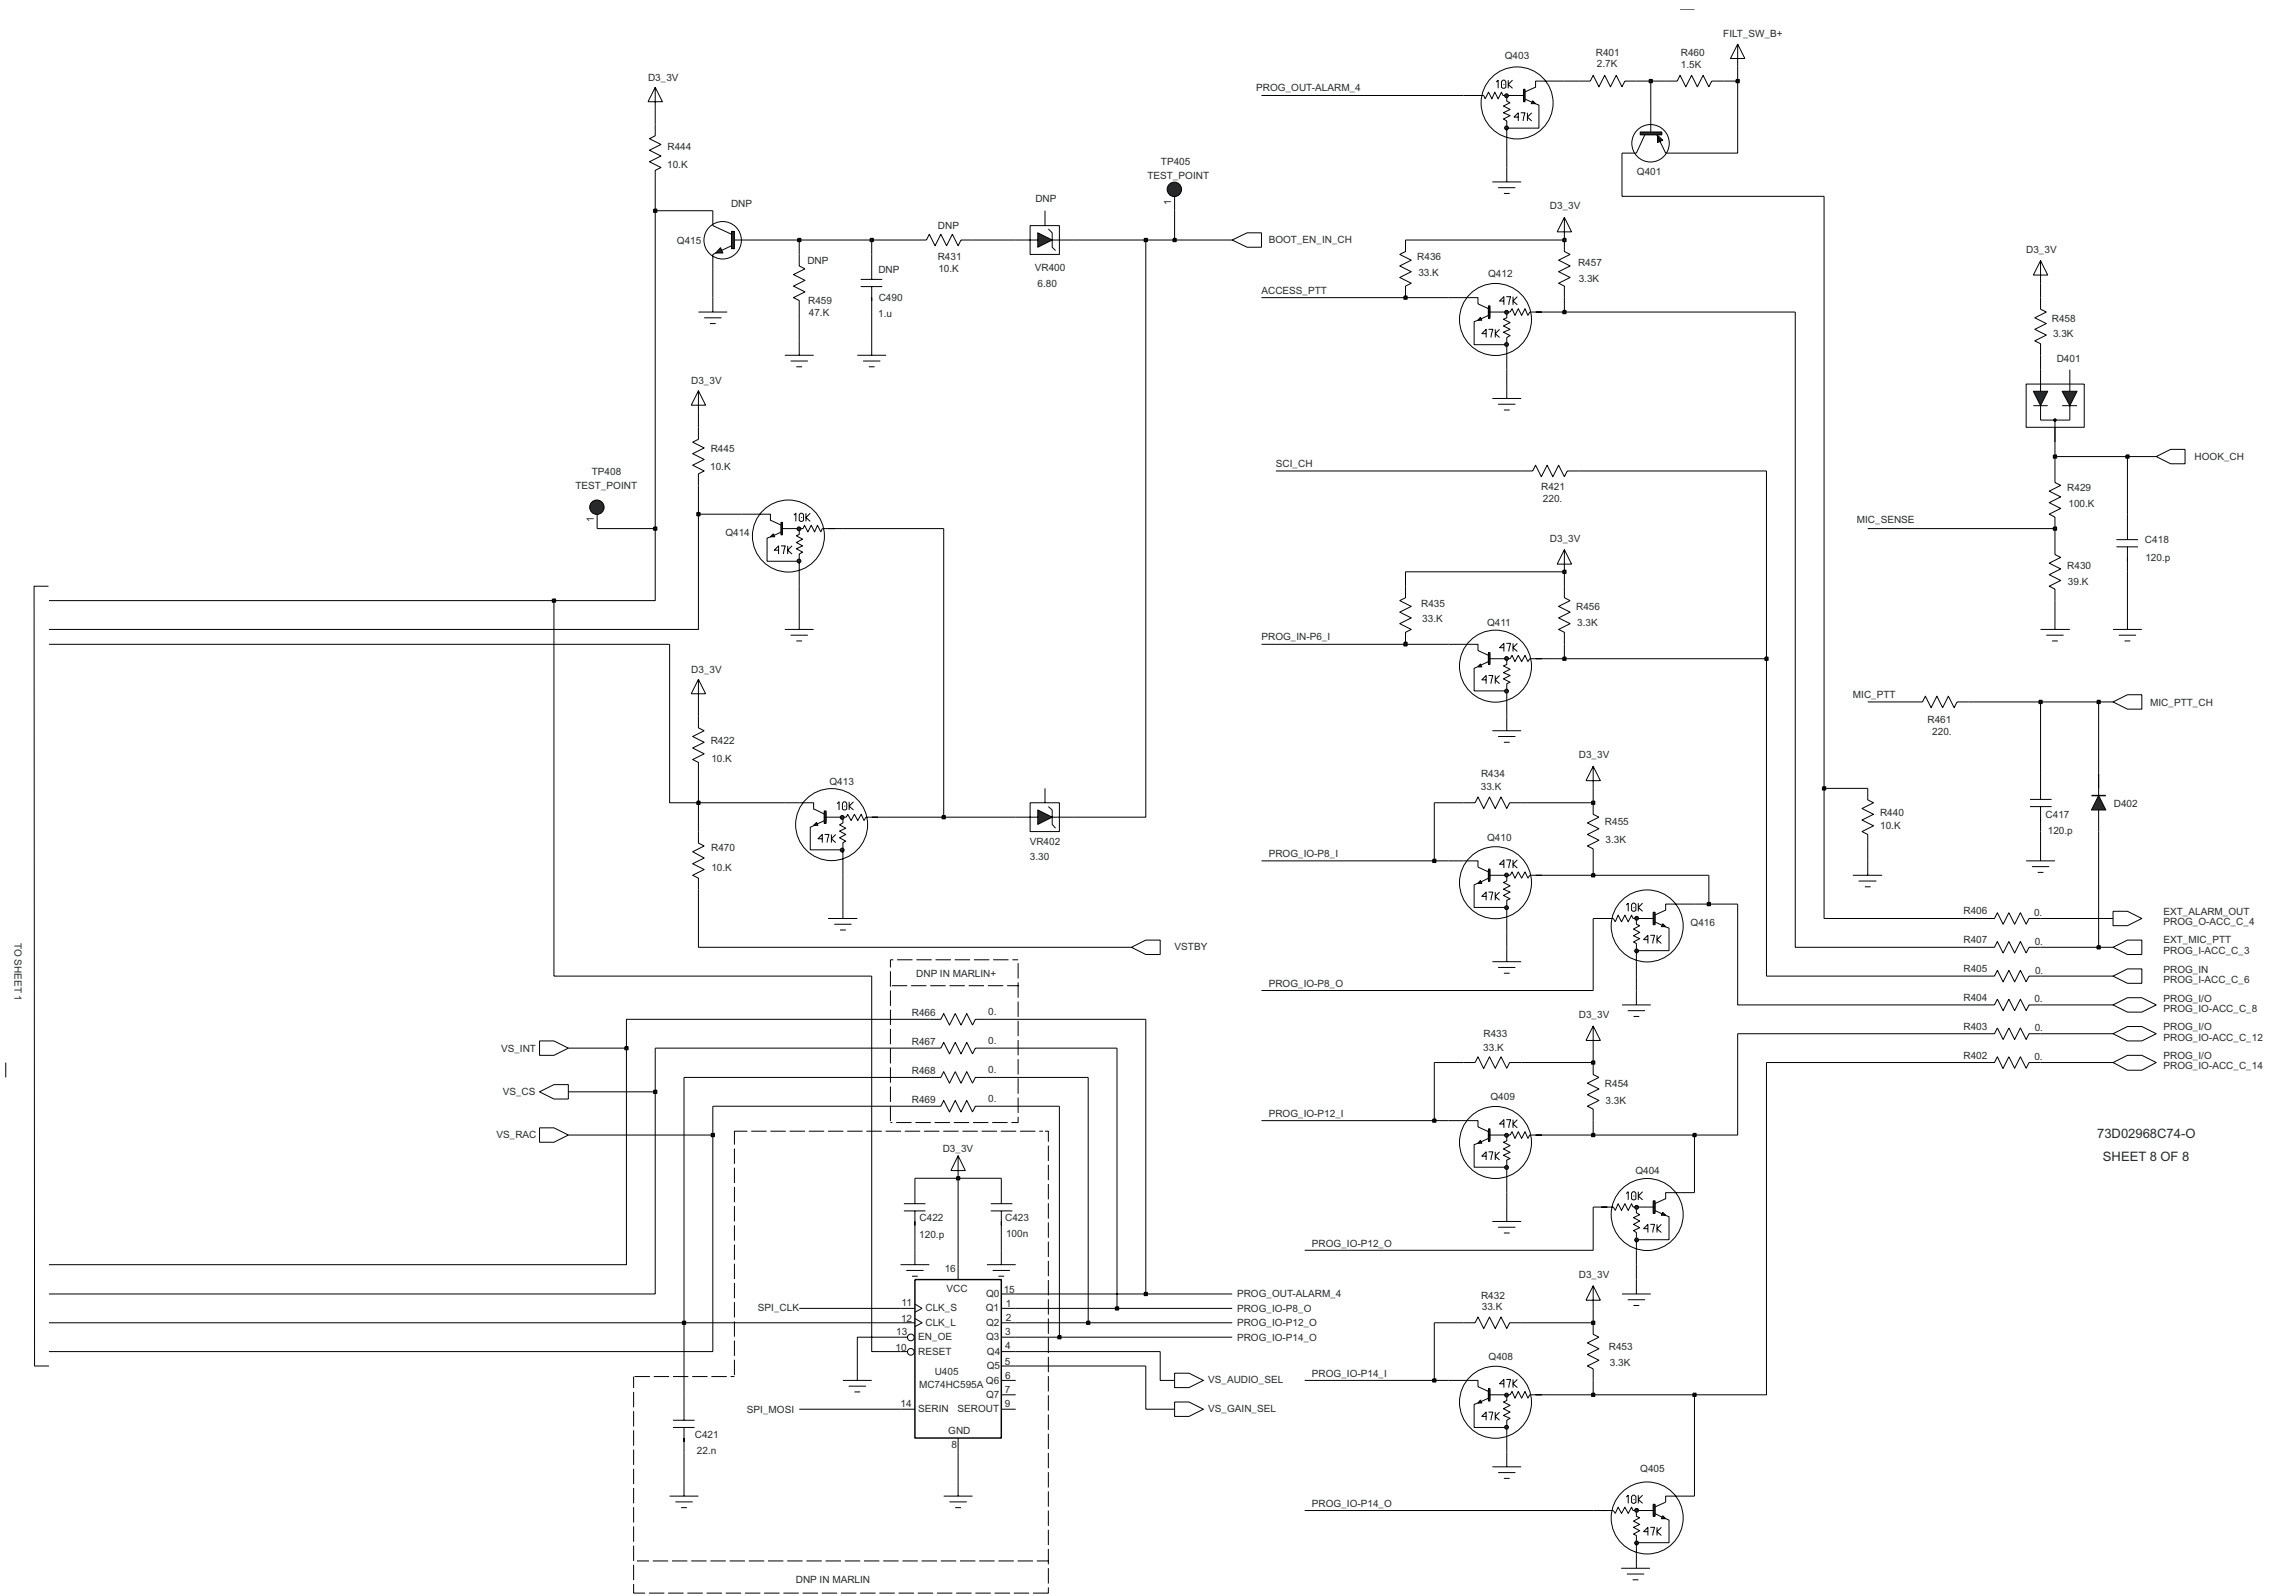 FILT_SW_B+
Q403
R401
2.7K
R460
1.5K
PROG_OUT-ALARM_4
10K
47K
Q401
D3_3V
R444
10.K
DNP
Q415
DNP
R459
47.K
DNP
C490
1.u
DNP
R431
10.K
DNP
VR400
6.80
TP405
TEST_POINT
1
BOOT_EN_IN_CH
D3_3V
R436
33.K
Q412
R457
3.3K
ACCESS_PTT
47K
47K
D3_3V
R458
3.3K
D401
HOOK_CH
R429
100.K
MIC_SENSE
R430
39.K
C418
120.p
D3_3V
R445
10.K
TP408
TEST_POINT
1
Q414
10K
47K
SCI_CH
R421
220.
D3_3V
R435
33.K
R456
3.3K
Q411
PROG_IN-P6_I
47K
47K
D3_3V
R422
10.K
Q413
10K
47K
R470
10.K
VR402
3.30
VSTBY
MIC_PTT
R461
220.
MIC_PTT_CH
C417
120.p
D402
R440
10.K
D3_3V
R434
33.K
R455
3.3K
Q410
PROG_IO-P8_I
47K
47K
10K
47K
Q416
PROG_IO-P8_O
R406 0. EXT_ALARM_OUT
PROG_O-ACC_C_4
R407 0. EXT_MIC_PTT
PROG_I-ACC_C_3
R405 0. PROG_IN
PROG_I-ACC_C_6
R404 0. PROG_I/O
PROG_IO-ACC_C_8
R403 0. PROG_I/O
PROG_IO-ACC_C_12
R402 0. PROG_I/O
PROG_IO-ACC_C_14
TO SHEET 1
DNP IN MARLIN+
R466 0.
R467 0.
R468 0.
R469 0.
VS_INT
VS_CS
VS_RAC
D3_3V
R433
33.K
R454
3.3K
Q409
PROG_IO-P12_I
47K
47K
Q404
10K
47K
PROG_IO-P12_O
73D02968C74-O
SHEET 8 OF 8
D3_3V
C422
120.p
C423
100n
16
VCC
SPI_CLK 11 CLK_S
12 CLK_L
13 EN_OE
10 RESET
U405
MC74HC595A
SPI_MOSI 14 SERIN
SEROUT 9
GND
8
Q0 15 PROG_OUT-ALARM_4
Q1 1 PROG_IO-P8_O
Q2 2 PROG_IO-P12_O
Q3 3 PROG_IO-P14_O
Q4 4
Q5 5
Q6 6
Q7 7
VS_AUDIO_SEL
VS_GAIN_SEL
C421
22.n
DNP IN MARLIN
D3_3V
R432
33.K
R453
3.3K
Q408
PROG_IO-P14_I
47K
47K
Q405
10K
47K
PROG_IO-P14_O